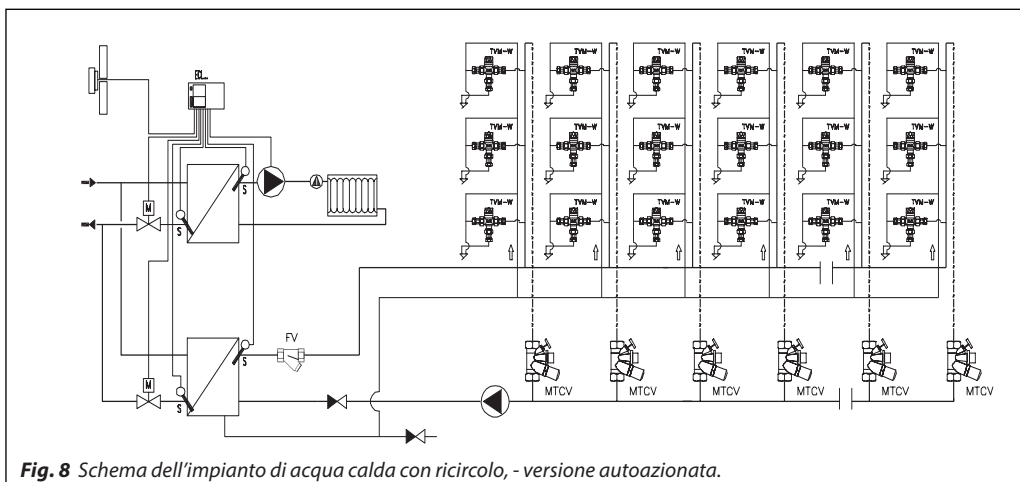 ECL...
TVM-W TVM-W TVM-W TVM-W TVM-W TVM-W
TVM-W TVM-W TVM-W TVM-W TVM-W TVM-W
S
M
TVM-W TVM-W TVM-W TVM-W TVM-W TVM-W
S
FV
S
M
MTCV MTCV MTCV MTCV MTCV MTCV
S
Fig. 8 Schema dell'impianto di acqua calda con ricircolo, - versione autoazionata.